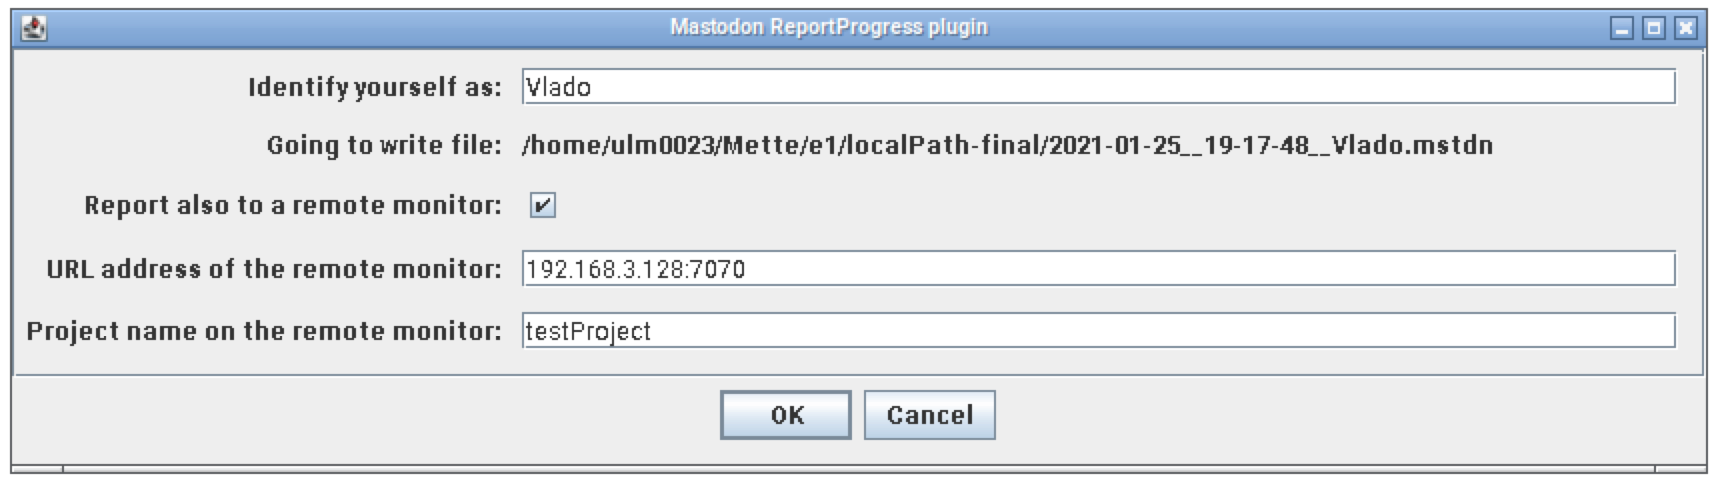 Mastodon ReportProgress plugin
Identify yourself as: Vlado
Going to write file: /home/ulm0023/Mette/e1/localPath-final/2021-01-25__19-17-48__Vlado.mstdn
Report also to a remote monitor: ✔
URL address of the remote monitor: 192.168.3.128:7070
Project name on the remote monitor: testProject
OK Cancel